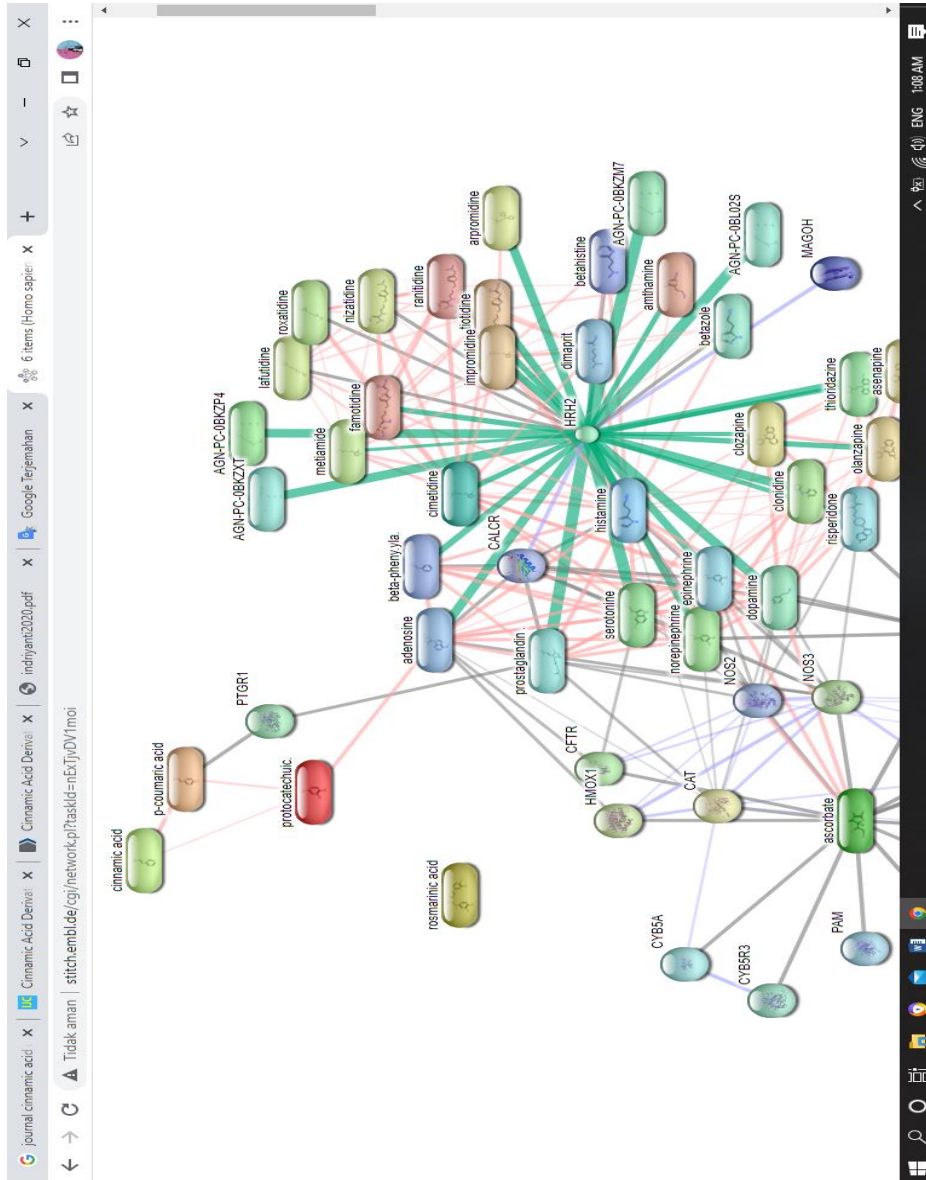 journal cinnamic acid
Cinnamic Acid Derivat
Cinnamic Acid Derivat
indriyanti2020.pdf
Google Terjemahan
6 items (Homo sapien
Tidak aman
stitch.embl.de/cgi/network.pl?taskId=nExTjvDV1moi
cinnamic acid
p-coumaric acid
PTGR1
protocatechuic.
rosmarinic acid
AGN-PC-0BKZP4
AGN-PC-0BKZXT
lafutidine
roxatidine
metiamide
nizatidine
famotidine
ranitidine
arpromidine
tiotidine
impromidine
cimetidine
beta-pheny.yla.
adenosine
CALCR
prostaglandin .
HRH2
dimaprit
betahistine
AGN-PC-0BKZM7
amthamine
histamine
serotonine
CFTR
HMOX1
epinephrine
norepinephrine
betazole
AGN-PC-0BL02S
MAGOH
CYB5A
CAT
NOS2
clozapine
clonidine
dopamine
CYB5R3
NOS3
ascorbate
PAM
thioridazine
asenapine
olanzapine
risperidone
ENG
1:08 AM